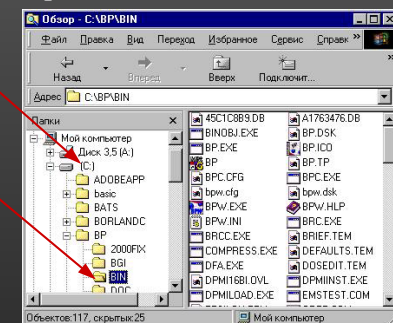 Обзор - C:\BP\BIN
Файл Правка Вид Переход Избранное Сервис Справк »
Назад Вперед Вверх Подключит... »
Адрес C:\BP\BIN
Папки
Мой компьютер
Диск 3,5 (A:)
(C:)
ADOBEAPP
basic
BATS
BORLANDC
BP
2000FIX
BGI
BIN
DOC
45C1C8B9.DB A1763476.DB
BINOBJ.EXE BP.DSK
BP.EXE BP.ICO
BP BP.TP
BPC.CFG BPC.EXE
bpw.cfg bpw.dsk
BPW.EXE BPW.HLP
BPW.INI BRC.EXE
BRCC.EXE BRIEF.TEM
COMPRESS.EXE DEFAULTS.TEM
DFA.EXE DOSEDIT.TEM
DPMI16BI.OVL DPMIINST.EXE
DPMILOAD.EXE EMSTEST.COM
Объектов:117, скрытых:25 Мой компьютер